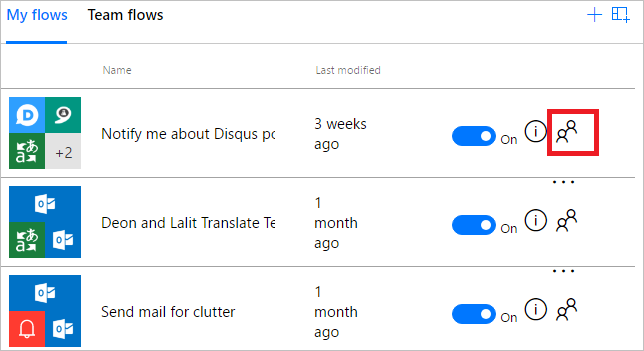 My flows Team flows
Name Last modified
Notify me about Disqus po
3 weeks
ago
On
+2
Deon and Lalit Translate Te
1
month
ago
On
Send mail for clutter
1
month
ago
On